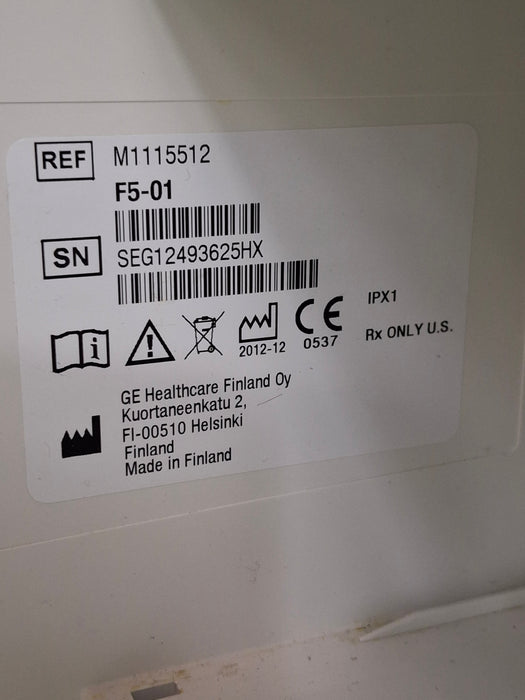 REF M1115512
F5-01
SN SEG12493625HX
2012-12
CE 0537
IPX1
Rx ONLY U.S.
GE Healthcare Finland Oy
Kuortaneenkatu 2,
FI-00510 Helsinki
Finland
Made in Finland